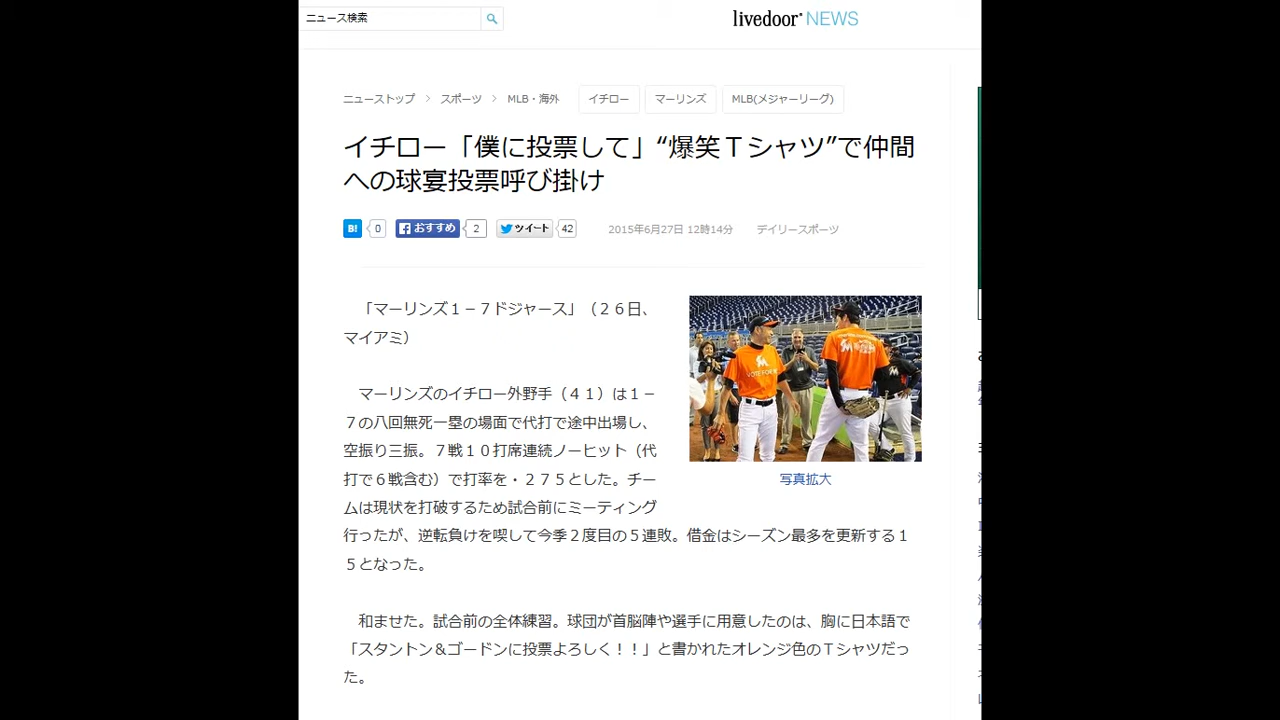 ニュース検索
livedoor NEWS
ニューストップ > スポーツ > MLB・海外 イチロー マーリンズ MLB(メジャーリーグ)
イチロー「僕に投票して」“爆笑Ｔシャツ”で仲間
への球宴投票呼び掛け
B! 0 おすすめ 2 ツイート 42 2015年6月27日 12時14分 デイリースポーツ
「マーリンズ１－７ドジャース」（２６日、
マイアミ）
マーリンズのイチロー外野手（４１）は１－
７の八回無死一塁の場面で代打で途中出場し、
空振り三振。７戦１０打席連続ノーヒット（代
打で６戦含む）で打率を・２７５とした。チー
ムは現状を打破するため試合前にミーティング
行ったが、逆転負けを喫して今季２度目の５連敗。借金はシーズン最多を更新する１
５となった。
VOTE FOR
写真拡大
和ませた。試合前の全体練習。球団が首脳陣や選手に用意したのは、胸に日本語で
「スタントン＆ゴードンに投票よろしく！！」と書かれたオレンジ色のＴシャツだっ
た。